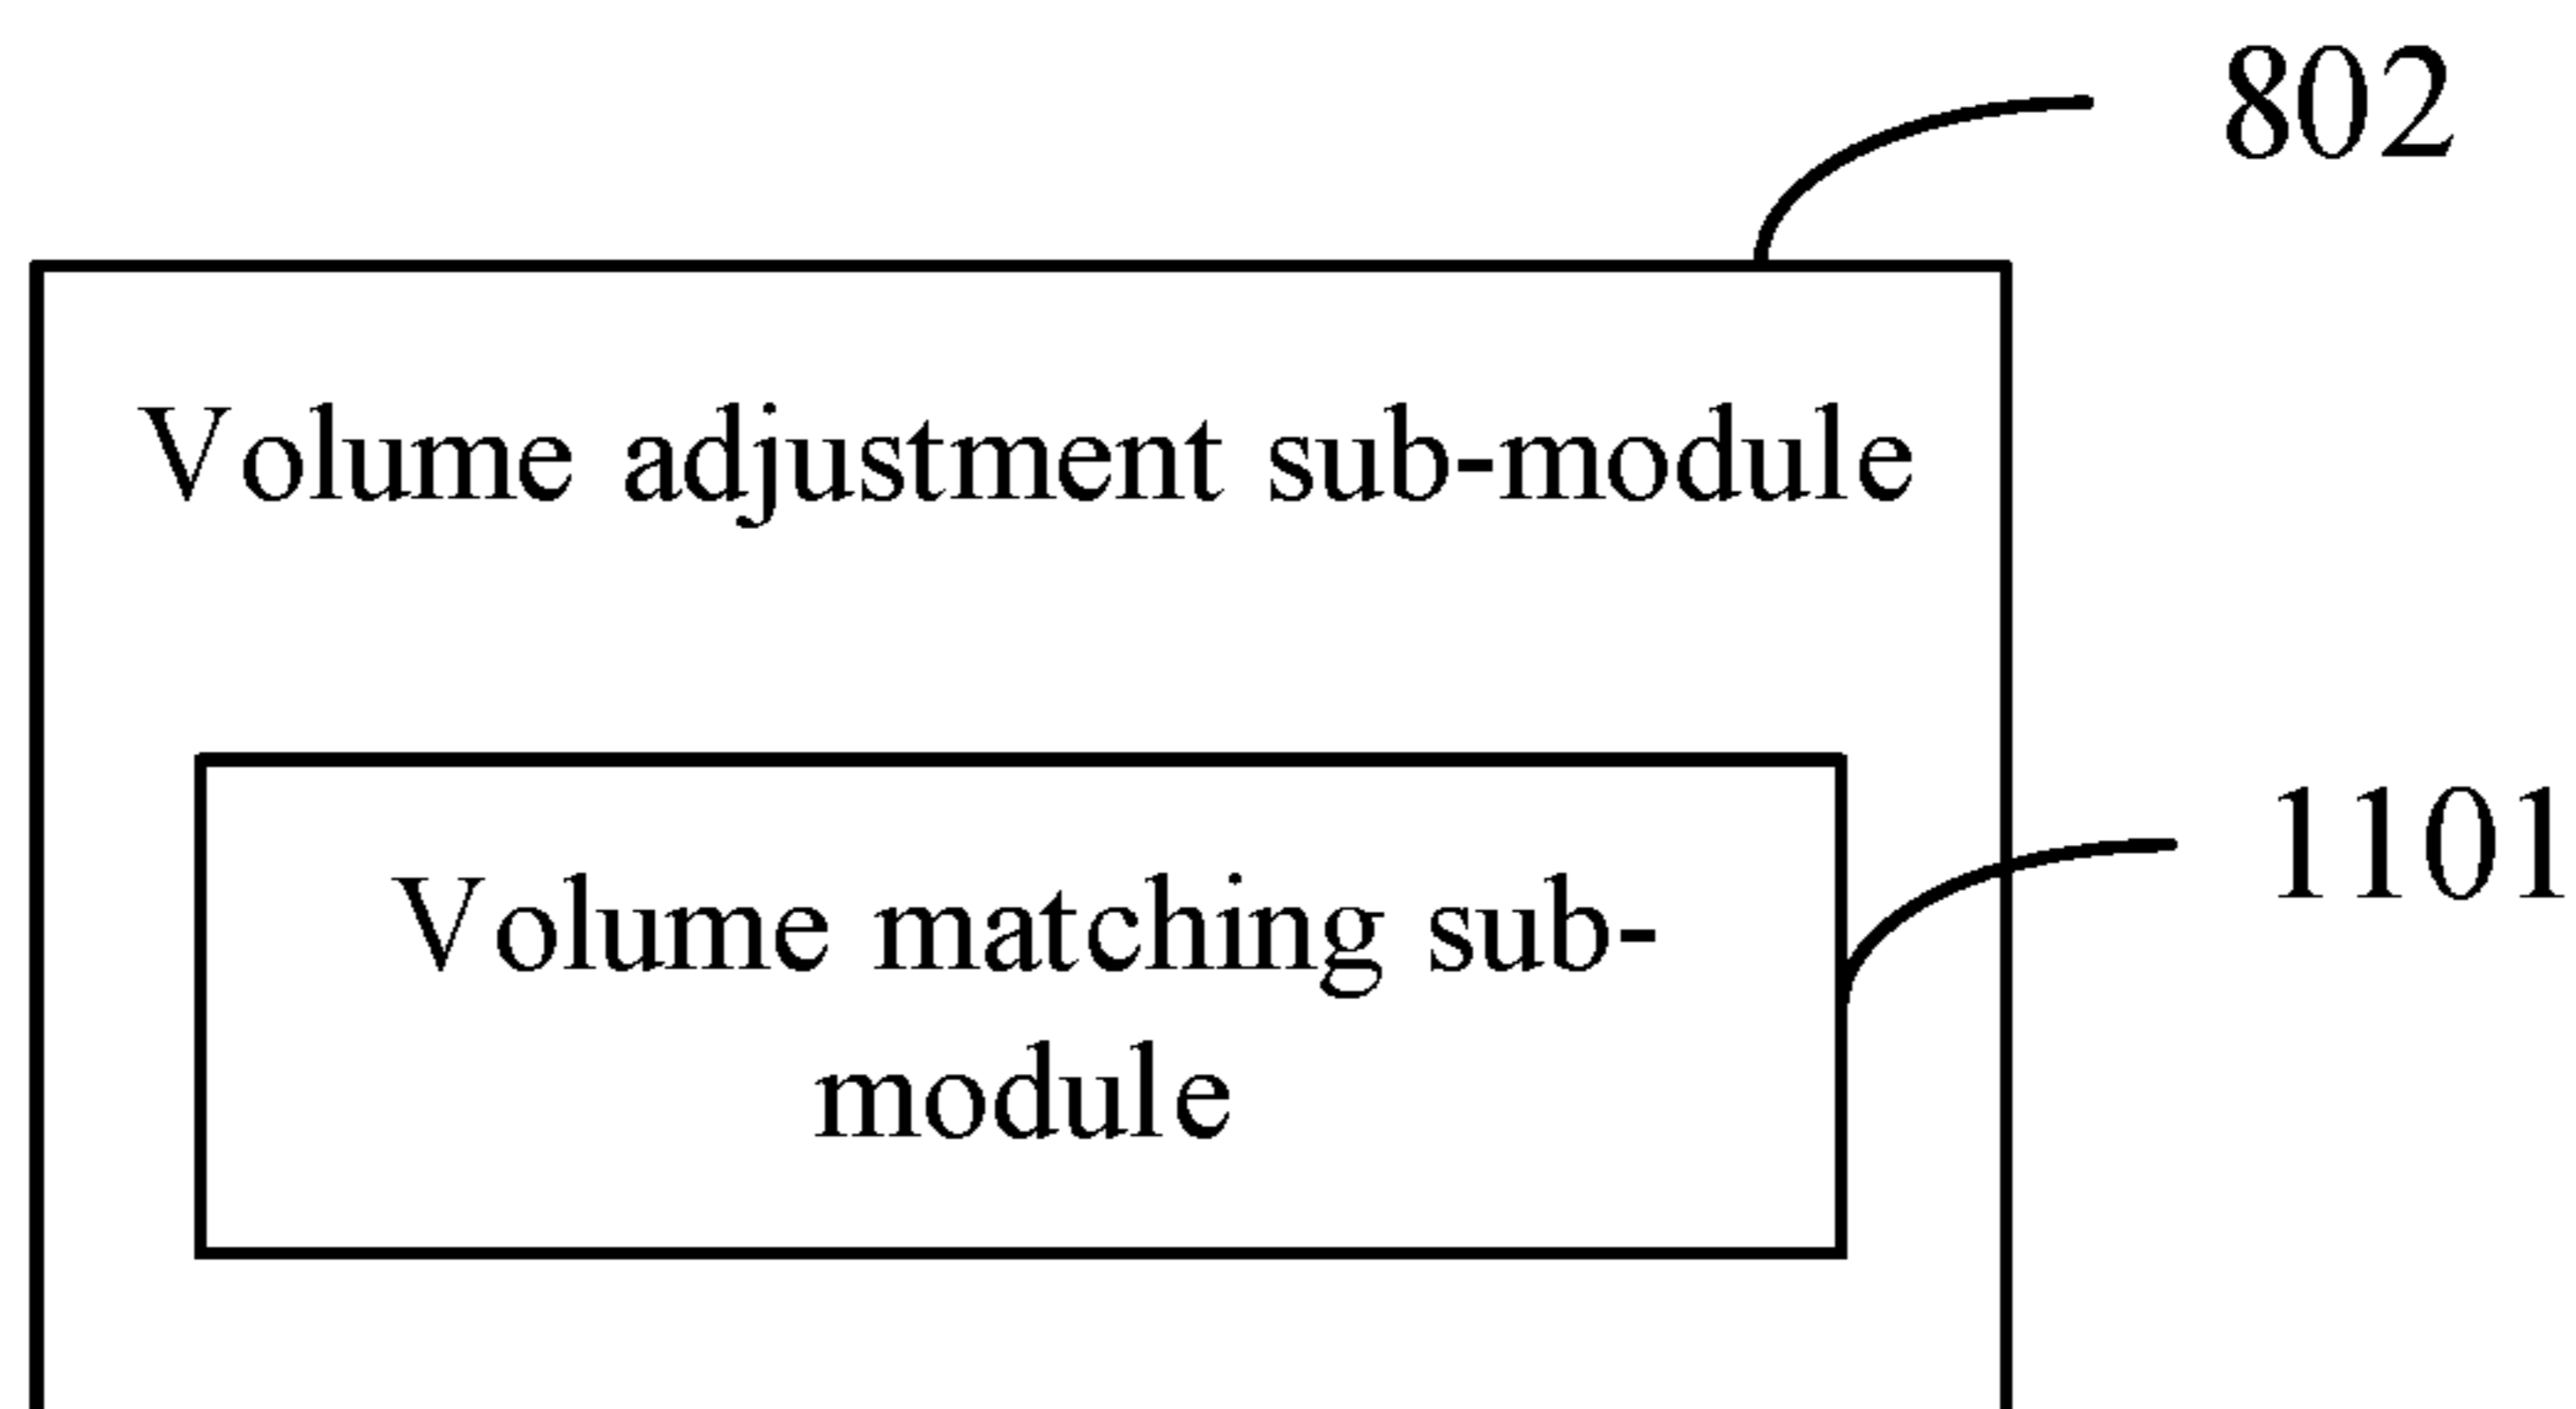 802
Volume adjustment sub-module
1101
Volume matching sub-
module